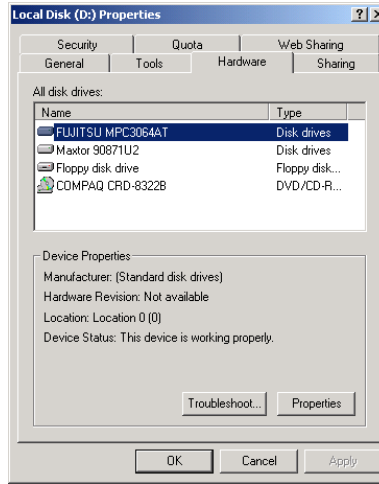 Local Disk (D:) Properties
Security Quota Web Sharing
General Tools Hardware Sharing
All disk drives:
Name Type
FUJITSU MPC3064AT Disk drives
Maxtor 90871U2 Disk drives
Floppy disk drive Floppy disk...
COMPAQ CRD-8322B DVD/CD-R...
Device Properties
Manufacturer: (Standard disk drives)
Hardware Revision: Not available
Location: Location 0 (0)
Device Status: This device is working properly.
Troubleshoot... Properties
OK Cancel Apply